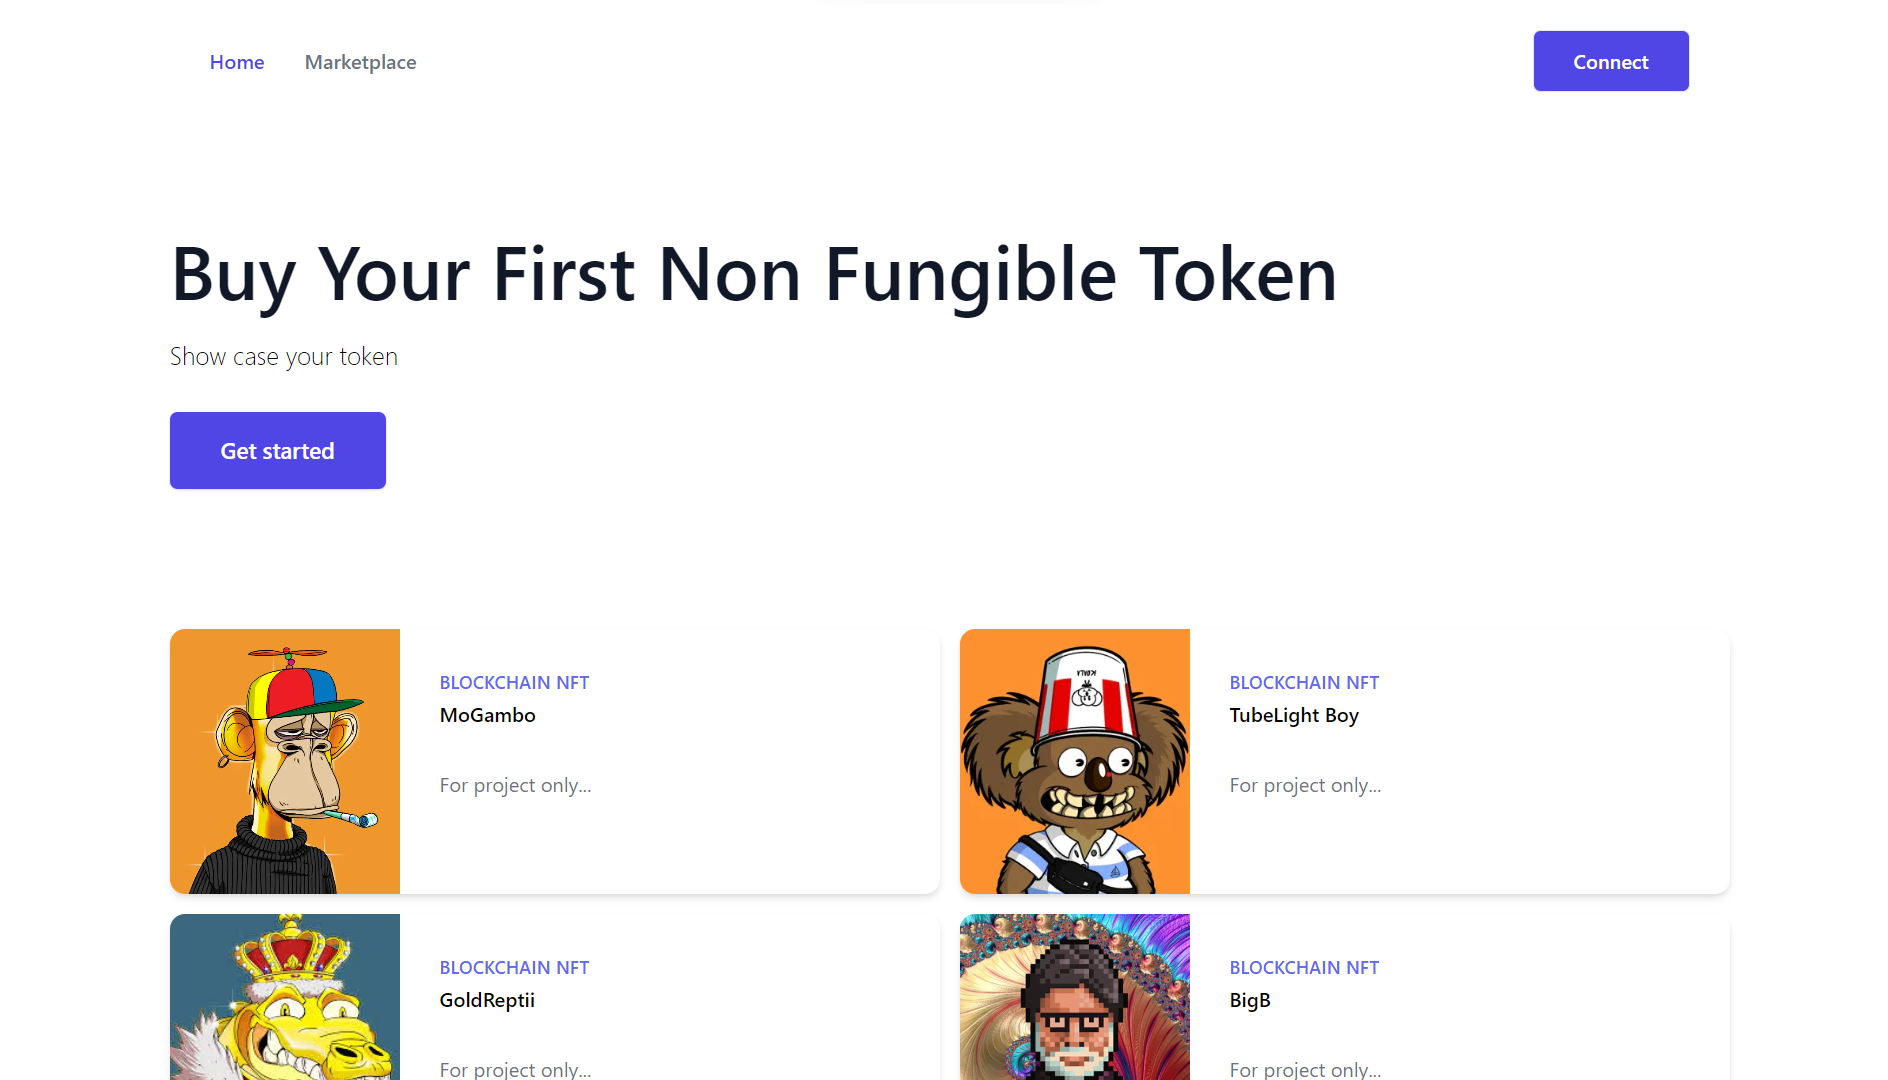 Home Marketplace Connect
Buy Your First Non Fungible Token
Show case your token
Get started
BLOCKCHAIN NFT
MoGambo
For project only...
KOALA
BLOCKCHAIN NFT
TubeLight Boy
For project only...
BLOCKCHAIN NFT
GoldReptii
For project only...
BLOCKCHAIN NFT
BigB
For project only...